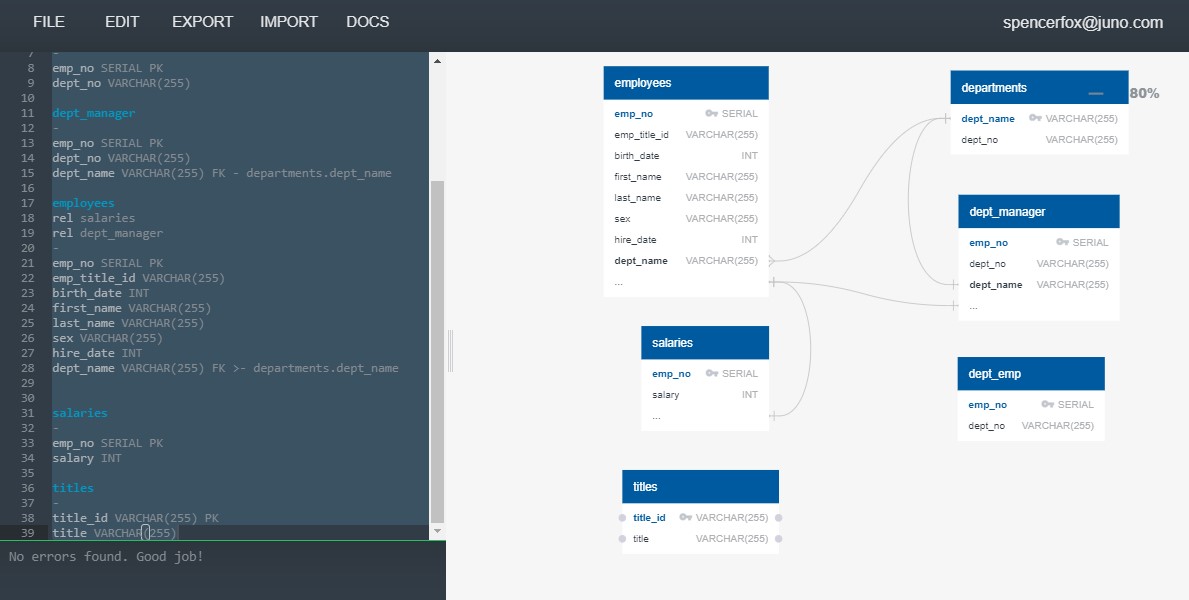 FILE EDIT EXPORT IMPORT DOCS spencerfox@juno.com
7 -
8 emp_no SERIAL PK
9 dept_no VARCHAR(255)
10
11 dept_manager
12 -
13 emp_no SERIAL PK
14 dept_no VARCHAR(255)
15 dept_name VARCHAR(255) FK - departments.dept_name
16
17 employees
18 rel salaries
19 rel dept_manager
20 -
21 emp_no SERIAL PK
22 emp_title_id VARCHAR(255)
23 birth_date INT
24 first_name VARCHAR(255)
25 last_name VARCHAR(255)
26 sex VARCHAR(255)
27 hire_date INT
28 dept_name VARCHAR(255) FK >- departments.dept_name
29
30
31 salaries
32 -
33 emp_no SERIAL PK
34 salary INT
35
36 titles
37 -
38 title_id VARCHAR(255) PK
39 title VARCHAR(255)
No errors found. Good job!
employees
emp_no SERIAL
emp_title_id VARCHAR(255)
birth_date INT
first_name VARCHAR(255)
last_name VARCHAR(255)
sex VARCHAR(255)
hire_date INT
dept_name VARCHAR(255)
...
salaries
emp_no SERIAL
salary INT
...
titles
title_id VARCHAR(255)
title VARCHAR(255)
departments
80%
dept_name VARCHAR(255)
dept_no VARCHAR(255)
dept_manager
emp_no SERIAL
dept_no VARCHAR(255)
dept_name VARCHAR(255)
...
dept_emp
emp_no SERIAL
dept_no VARCHAR(255)